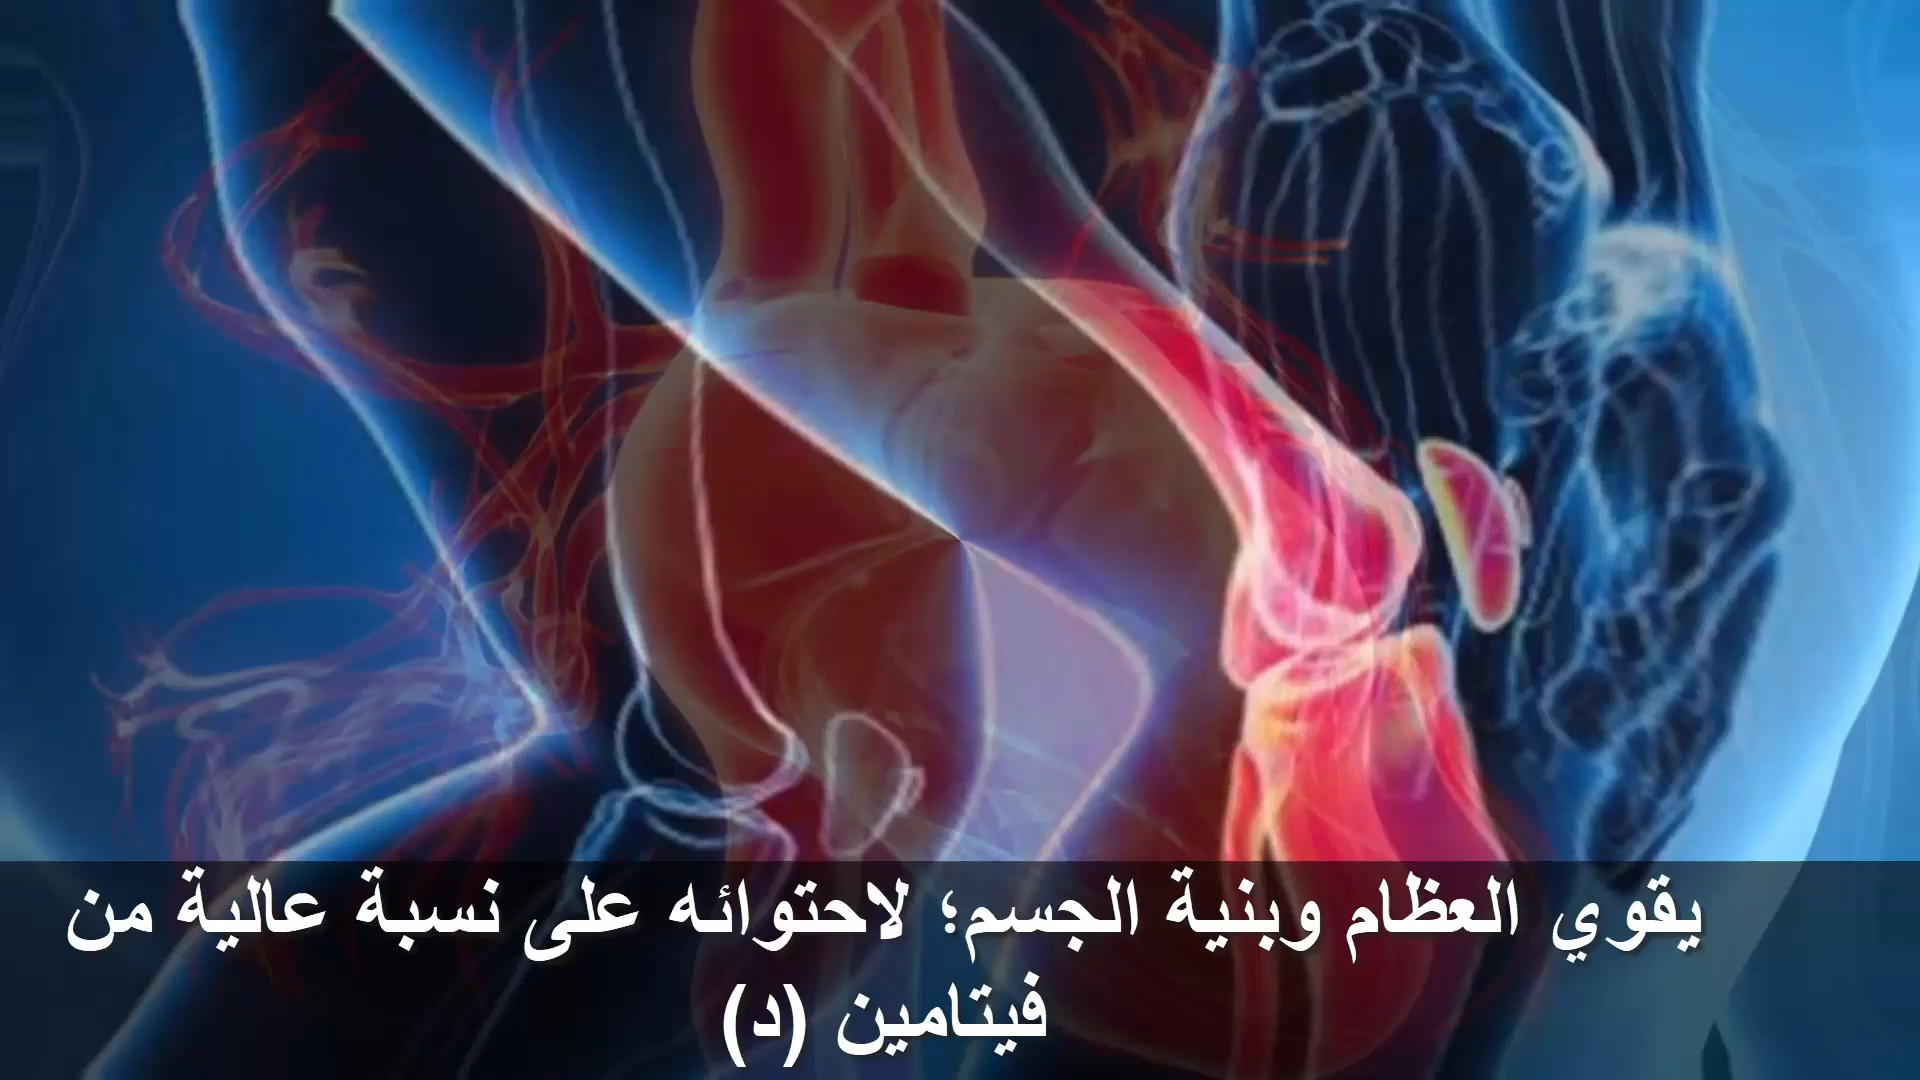 يقوي العظام وبنية الجسم؛ لاحتوائه على نسبة عالية من
فيتامين (د)